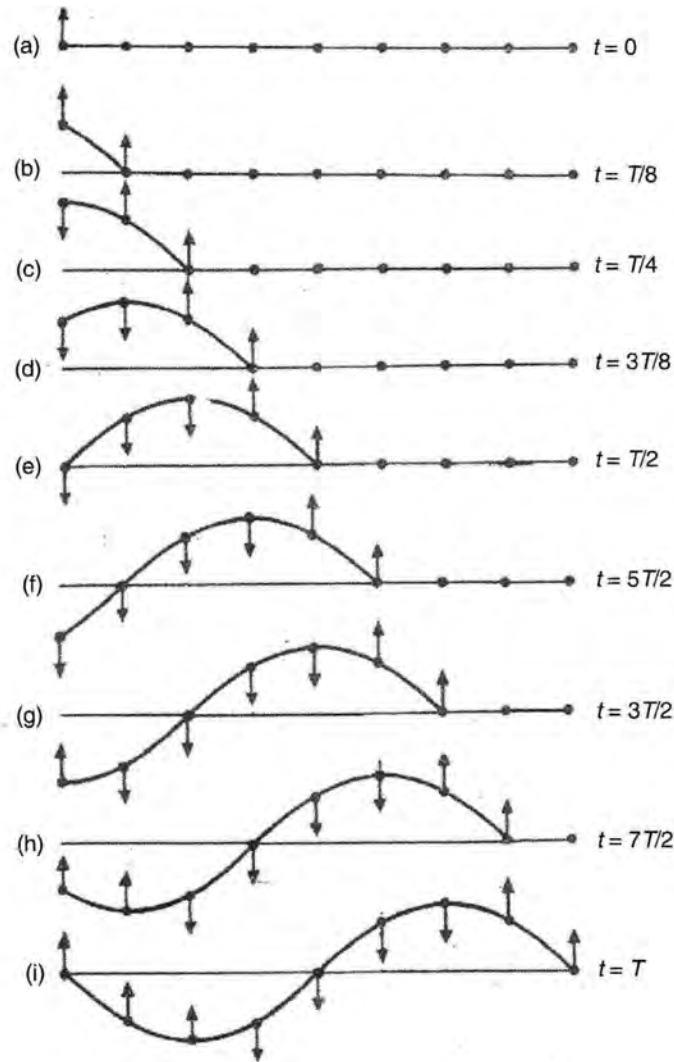 (a) t = 0
(b) t = T/8
(c) t = T/4
(d) t = 3T/8
(e) t = T/2
(f) t = 5T/2
(g) t = 3T/2
(h) t = 7T/2
(i) t = T